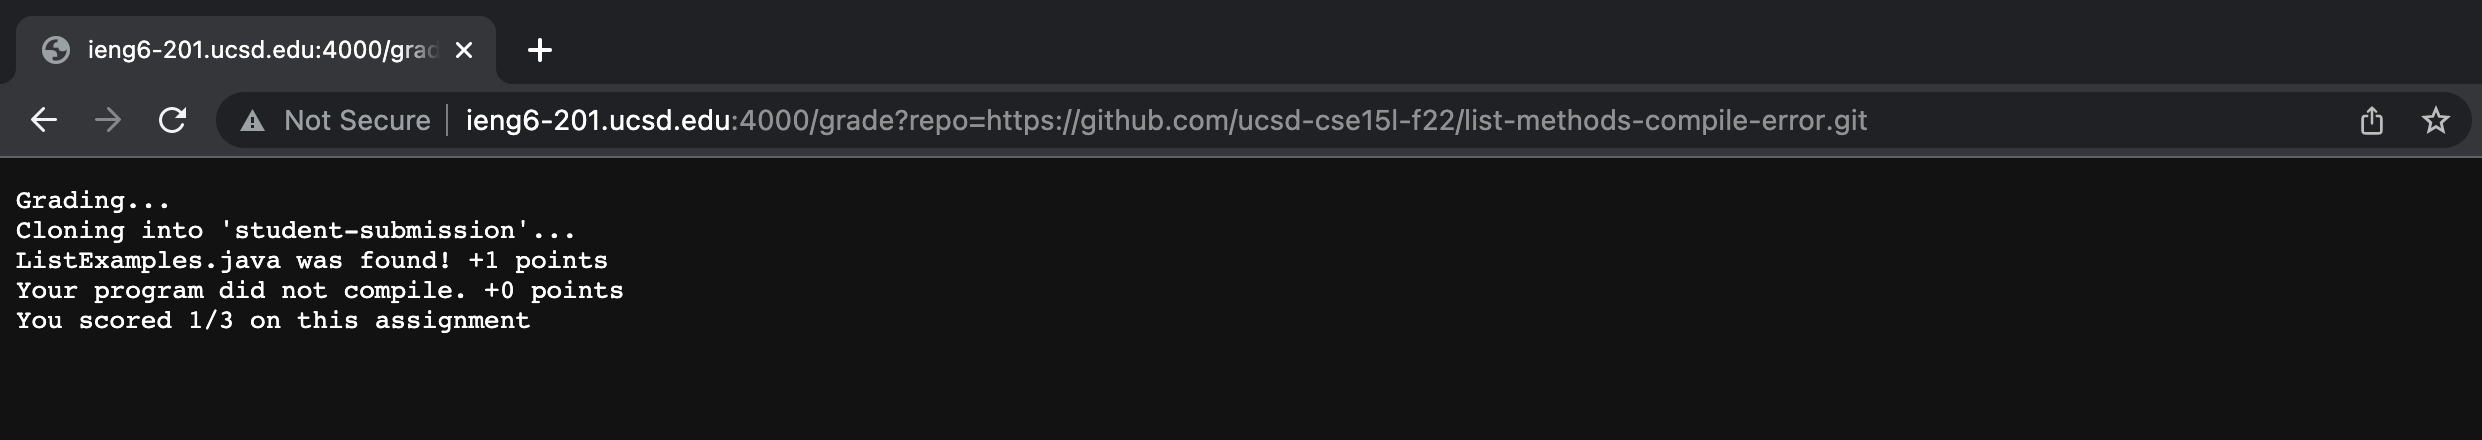 ieng6-201.ucsd.edu:4000/grad
Not Secure
ieng6-201.ucsd.edu:4000/grade?repo=https://github.com/ucsd-cse15l-f22/list-methods-compile-error.git
Grading...
Cloning into 'student-submission'...
ListExamples.java was found! +1 points
Your program did not compile. +0 points
You scored 1/3 on this assignment